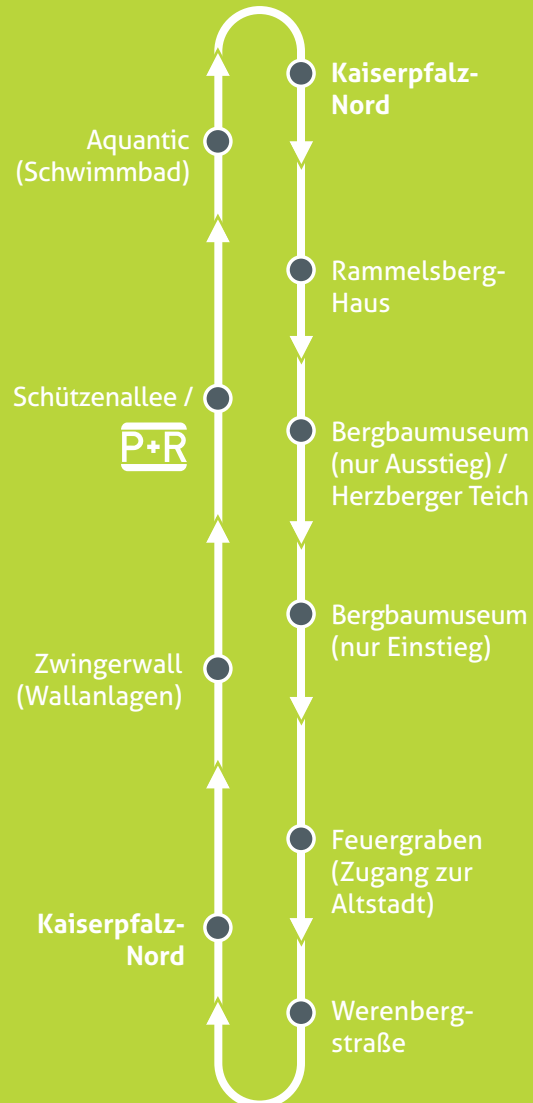 Kaiserpfalz-
Nord
Aquantic
(Schwimmbad)
Rammelsberg-
Haus
Schützenallee /
P+R
Bergbaumuseum
(nur Ausstieg) /
Herzberger Teich
Bergbaumuseum
(nur Einstieg)
Zwingerwall
(Wallanlagen)
Feuergraben
(Zugang zur
Altstadt)
Kaiserpfalz-
Nord
Werenberg-
straße